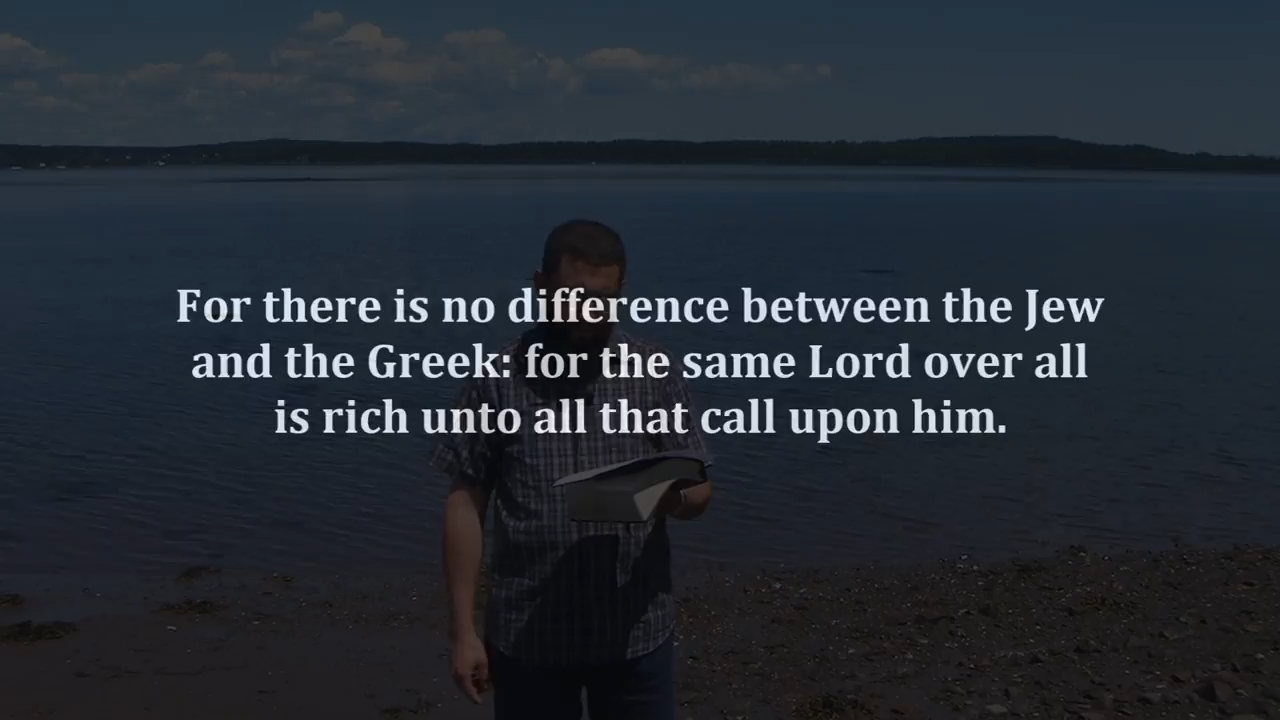 For there is no difference between the Jew
and the Greek: for the same Lord over all
is rich unto all that call upon him.